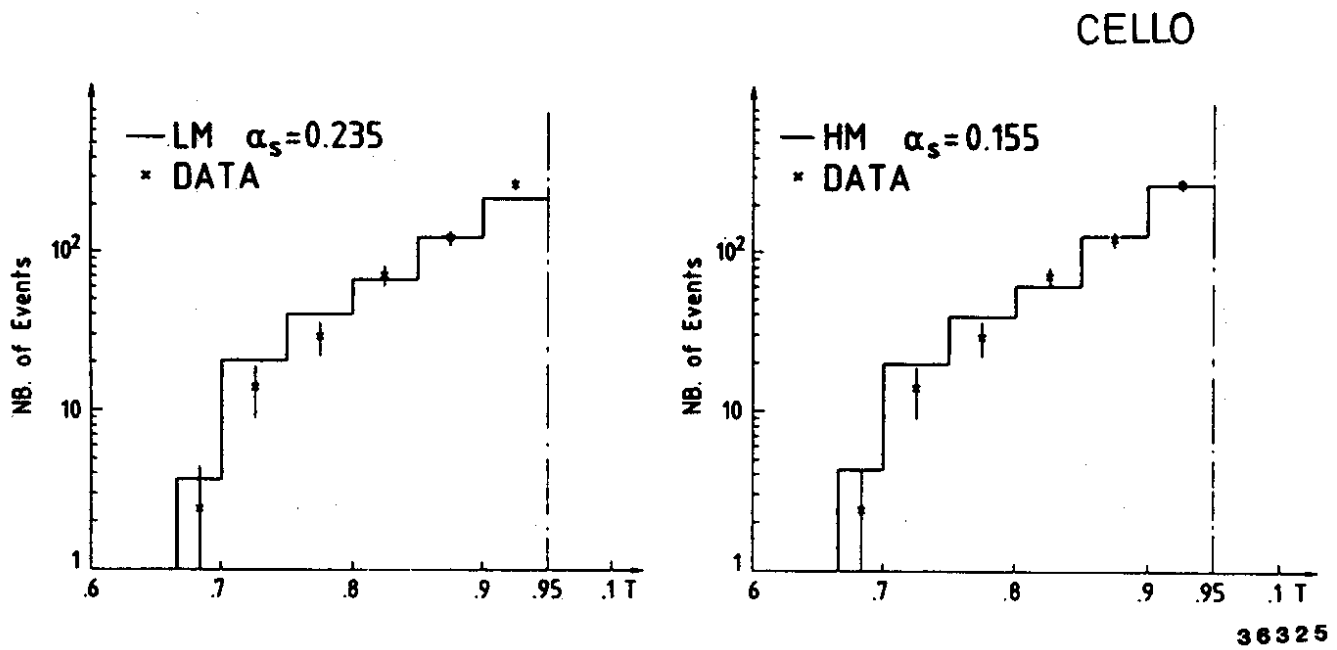 CELLO
LM αs=0.235
× DATA
10²
10
1
NB. of Events
.6 .7 .8 .9 .95 .1 T
HM αs=0.155
× DATA
10²
10
1
NB. of Events
.6 .7 .8 .9 .95 .1 T
36325